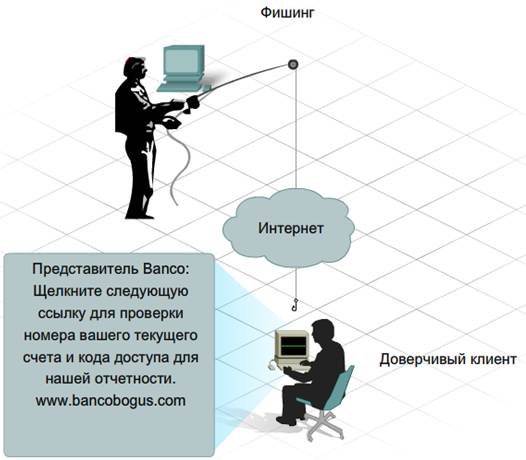 Фишинг
Интернет
Представитель Banco:
Щелкните следующую
ссылку для проверки
номера вашего текущего
счета и кода доступа для
нашей отчетности.
www.bancobogus.com
Доверчивый клиент